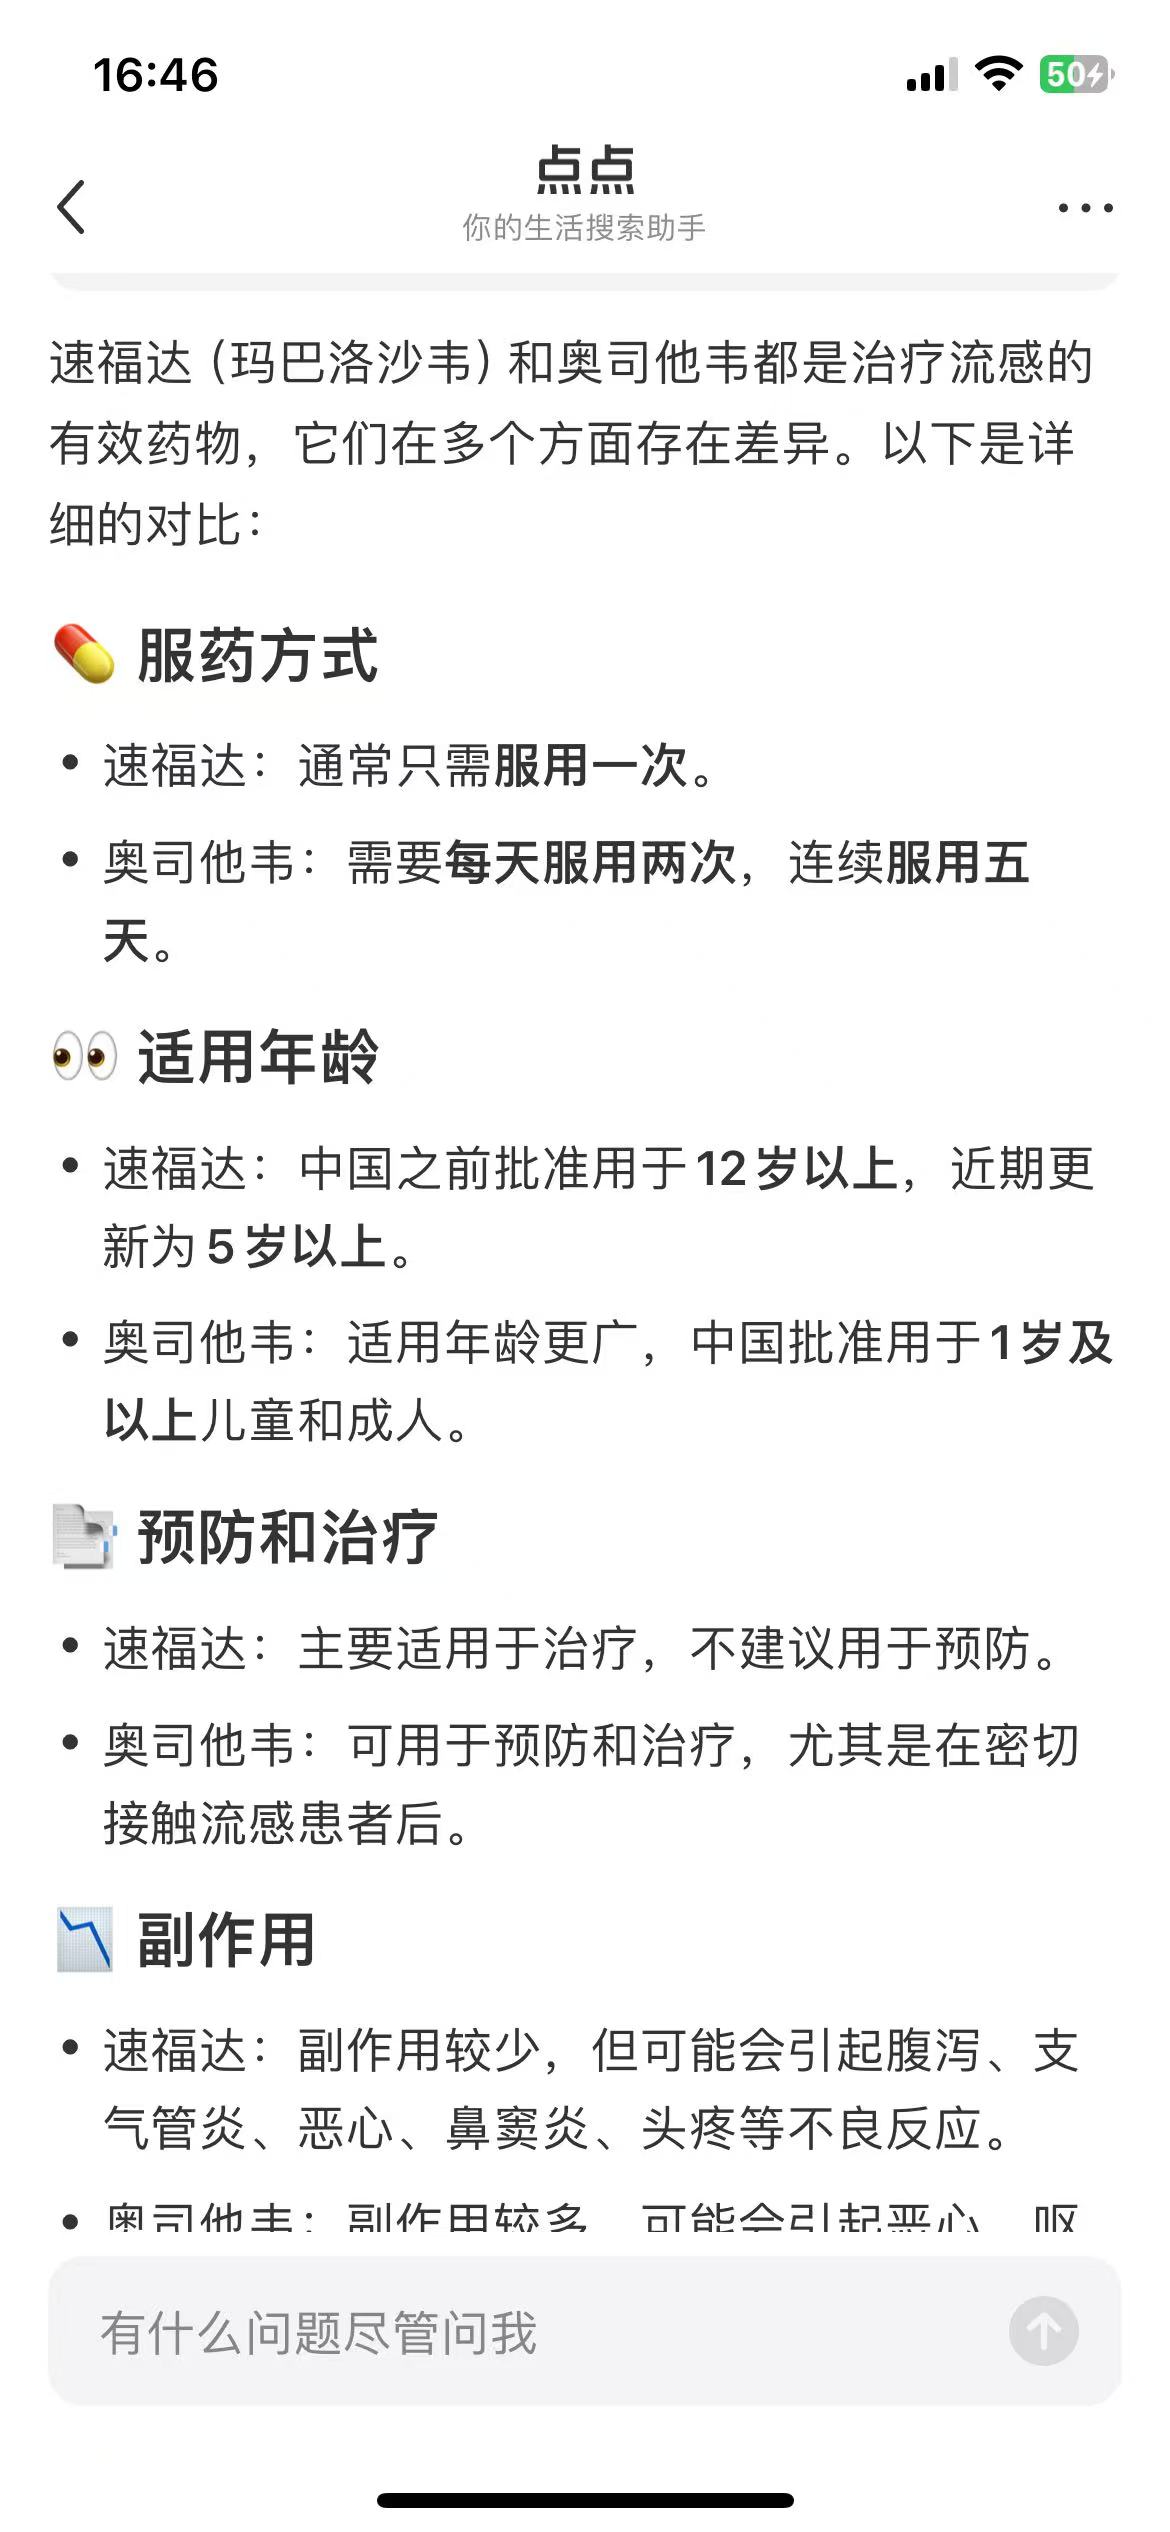 16:46
50
点点
你的生活搜索助手
速福达（玛巴洛沙韦）和奥司他韦都是治疗流感的
有效药物，它们在多个方面存在差异。以下是详
细的对比：
服药方式
速福达：通常只需服用一次。
奥司他韦：需要每天服用两次，连续服用五
天。
适用年龄
速福达：中国之前批准用于12岁以上，近期更
新为5岁以上。
奥司他韦：适用年龄更广，中国批准用于1岁及
以上儿童和成人。
预防和治疗
速福达：主要适用于治疗，不建议用于预防。
奥司他韦：可用于预防和治疗，尤其是在密切
接触流感患者后。
副作用
速福达：副作用较少，但可能会引起腹泻、支
气管炎、恶心、鼻窦炎、头疼等不良反应。
奥司他韦：副作用较多，可能会引起恶心、呕
有什么问题尽管问我